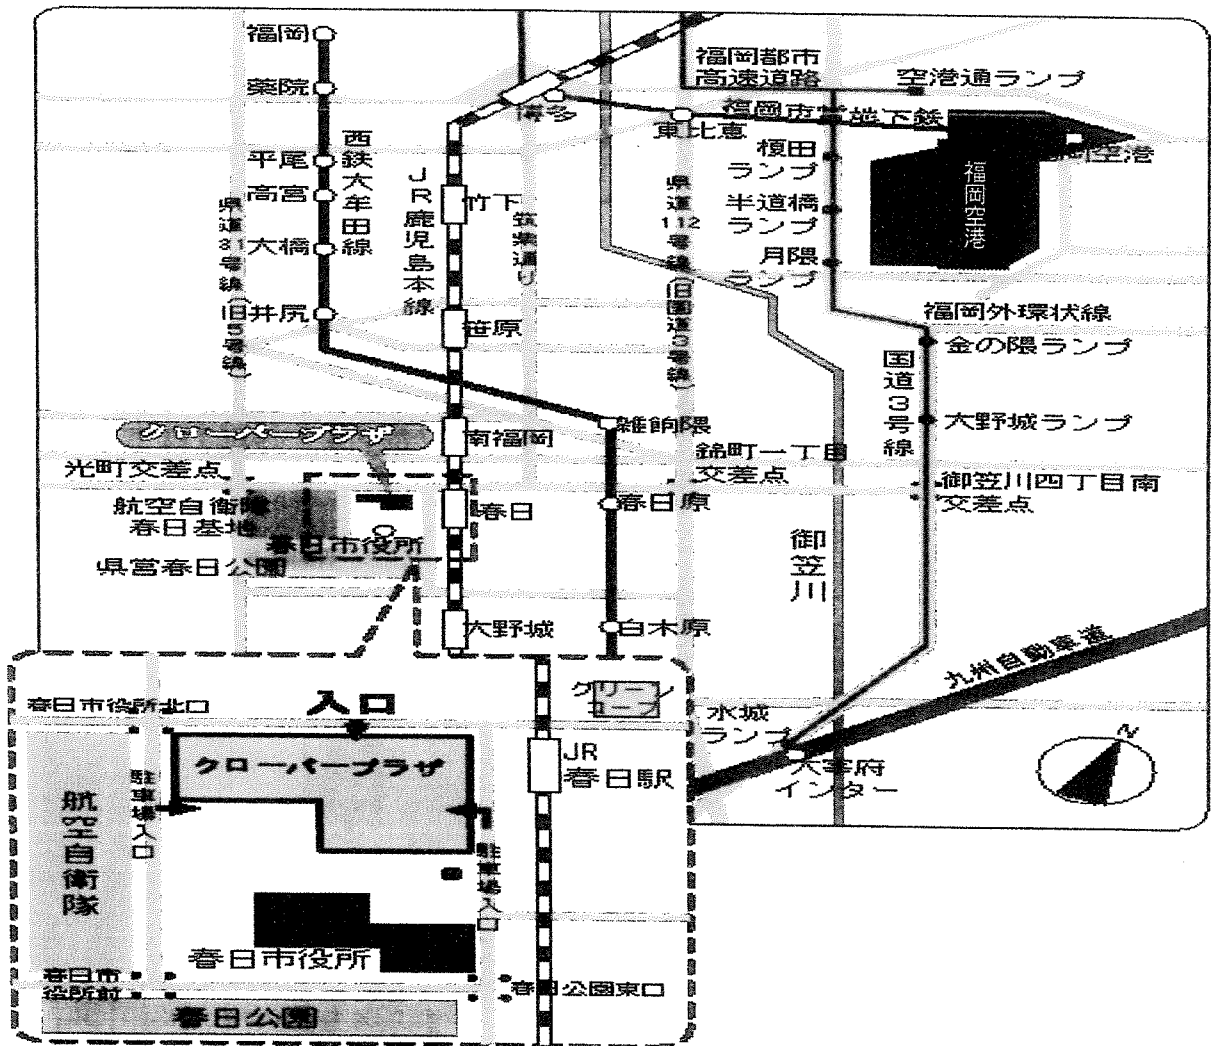 福岡
薬院
平尾
高宮
大橋
井尻
西鉄大牟田線
県道31号線(旧5号線)
JR鹿児島本線
博多
竹下
笹原
南福岡
春日
大野城
筑紫通り
東比恵
福岡市営地下鉄
福岡都市
高速道路
空港通ランプ
榎田
ランプ
半道橋
ランプ
月隈
ランプ
福岡空港
福岡空港
県道112号線(旧国道3号線)
福岡外環状線
金の隈ランプ
国道3号線
大野城ランプ
雑餉隈
春日原
白木原
錦町一丁目
交差点
御笠川四丁目南
交差点
御笠川
九州自動車道
水城
ランプ
太宰府
インター
N
クローバープラザ
光町交差点
航空自衛隊
春日基地
春日市役所
県営春日公園
春日市役所北口
入口
グリーン
コープ
クローバープラザ
JR
春日駅
駐車場入口
航空自衛隊
駐車場入口
春日市役所
春日市
役所前
春日公園東口
春日公園